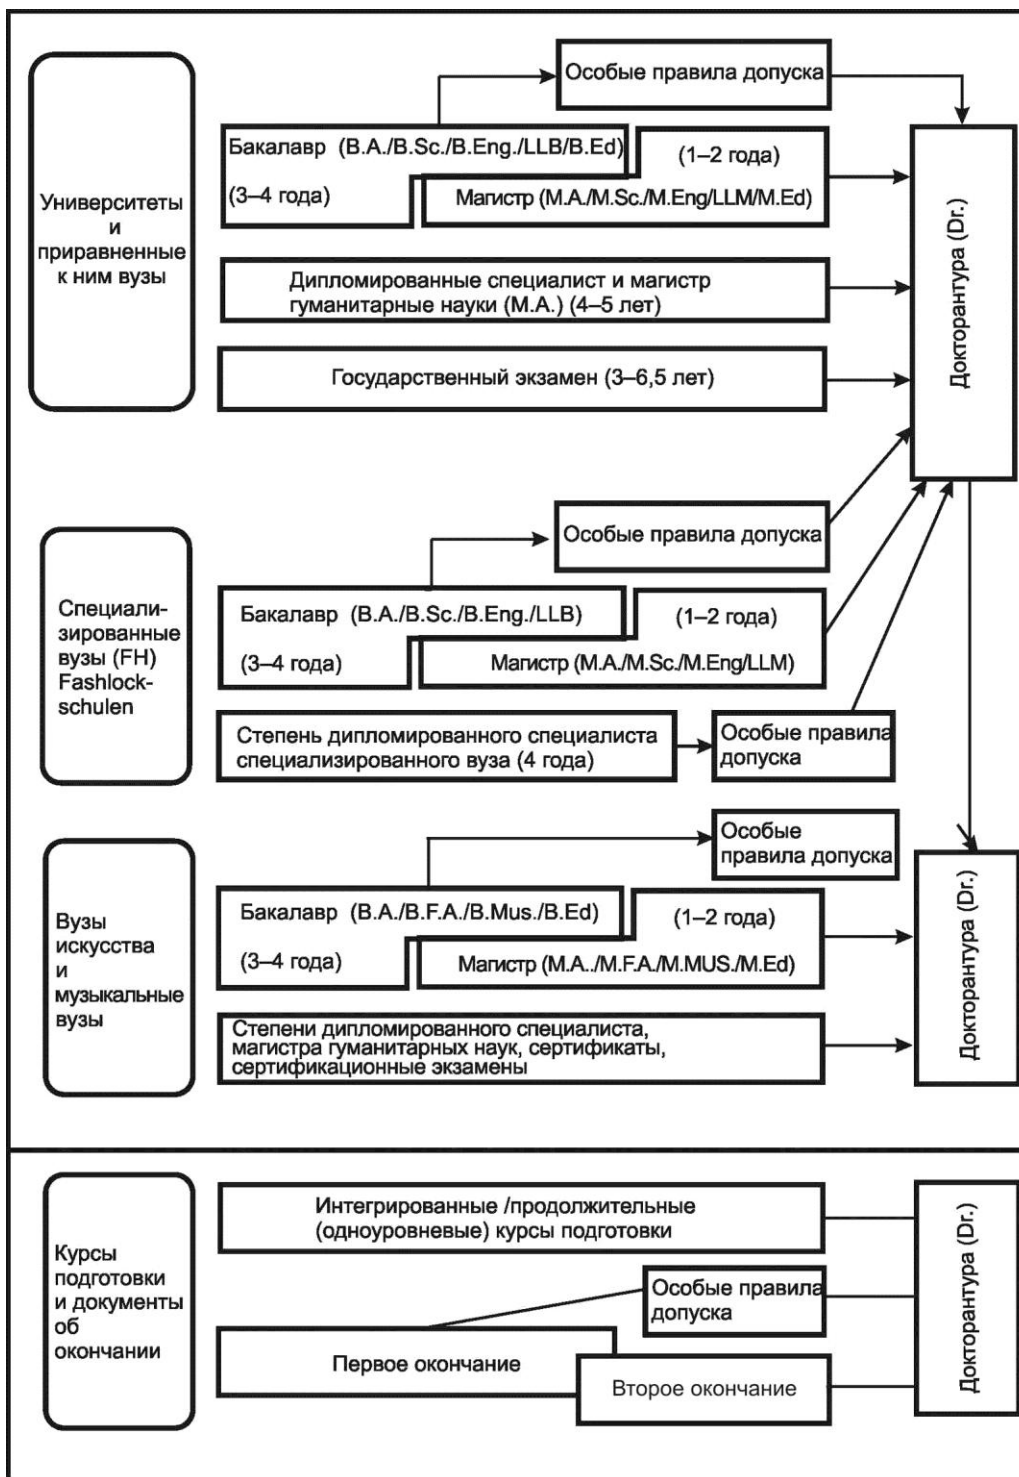 Университеты
и
приравненные
к ним вузы
Особые правила допуска
Бакалавр (B.A./B.Sc./B.Eng./LLB/B.Ed)
(3–4 года)
(1–2 года)
Магистр (M.A./M.Sc./M.Eng/LLM/M.Ed)
Дипломированные специалист и магистр
гуманитарные науки (M.A.) (4–5 лет)
Государственный экзамен (3–6,5 лет)
Докторантура (Dr.)
Специали-
зированные
вузы (FH)
Fashlock-
schulen
Особые правила допуска
Бакалавр (B.A./B.Sc./B.Eng./LLB)
(3–4 года)
(1–2 года)
Магистр (M.A./M.Sc./M.Eng/LLM)
Степень дипломированного специалиста
специализированного вуза (4 года)
Особые правила
допуска
Вузы
искусства
и
музыкальные
вузы
Особые
правила допуска
Бакалавр (B.A./B.F.A./B.Mus./B.Ed)
(3–4 года)
(1–2 года)
Магистр (M.A../M.F.A./M.MUS./M.Ed)
Степени дипломированного специалиста,
магистра гуманитарных наук, сертификаты,
сертификационные экзамены
Докторантура (Dr.)
Курсы
подготовки
и документы
об
окончании
Интегрированные /продолжительные
(одноуровневые) курсы подготовки
Особые правила
допуска
Первое окончание
Второе окончание
Докторантура (Dr.)